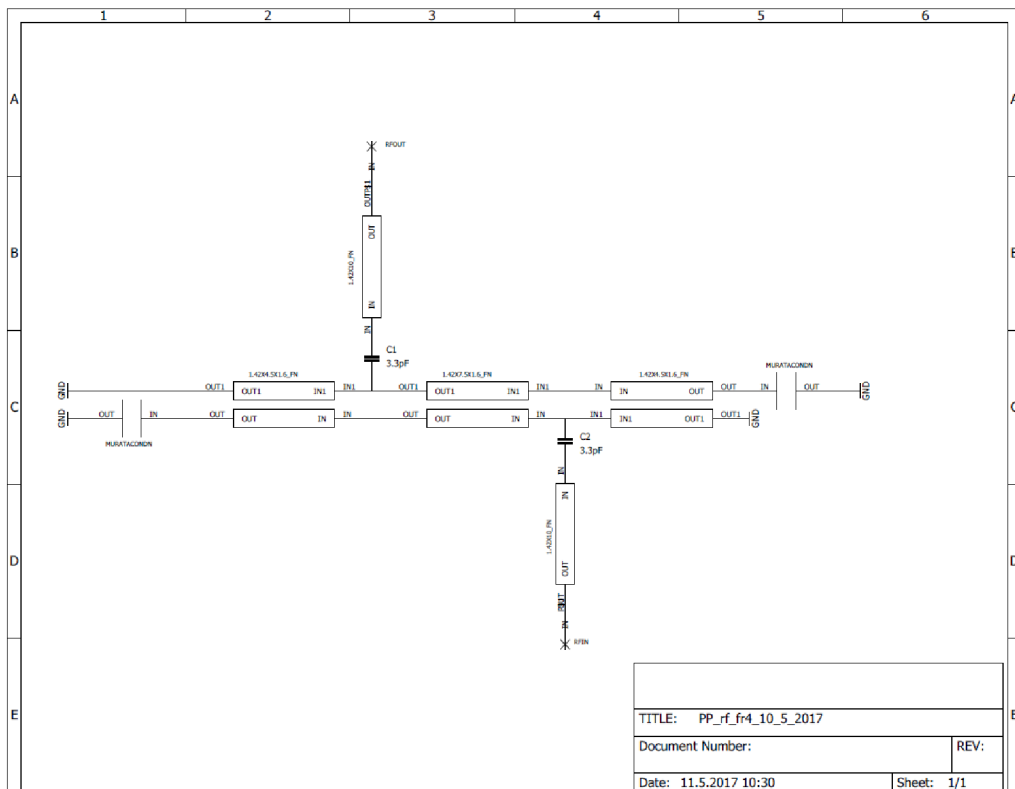 1 2 3 4 5 6
A A
RFOUT
IN
B
OUT
1.42X10_FN
IN
IN
C1
3.3pF
MURATACONDN
1.42X4.5X1.6_FN 1.42X7.5X1.6_FN 1.42X4.5X1.6_FN
GND OUT1 OUT1 IN1 IN1 OUT1 OUT1 IN1 IN1 IN IN OUT OUT IN OUT GND
C C
GND OUT IN OUT OUT IN IN OUT OUT IN IN IN1 IN1 OUT1 OUT1 GND
MURATACONDN
C2
3.3pF
IN
IN
1.42X10_FN
D D
OUT
IN
RFIN
E
TITLE: PP_rf_fr4_10_5_2017
Document Number: REV:
Date: 11.5.2017 10:30 Sheet: 1/1